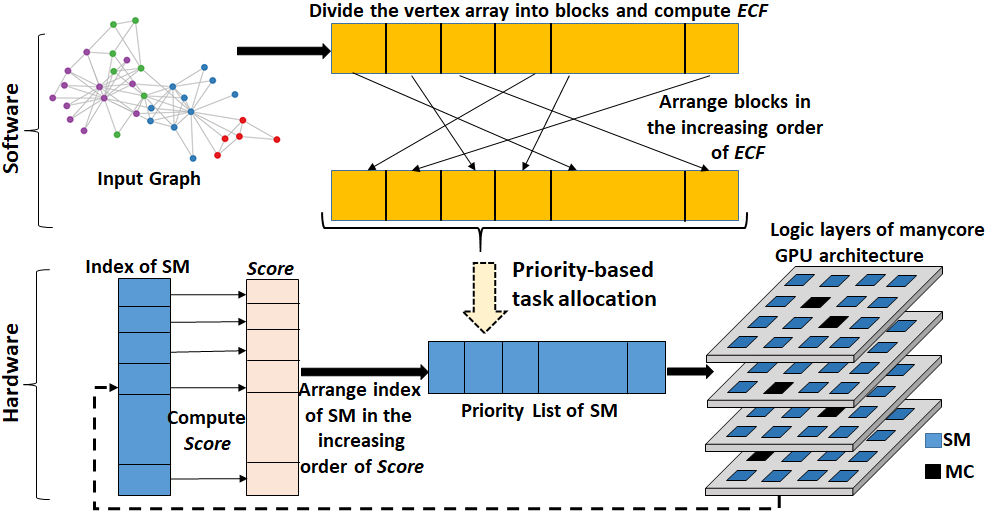 Divide the vertex array into blocks and compute ECF
Software
Input Graph
Arrange blocks in
the increasing order
of ECF
Priority-based
task allocation
Logic layers of manycore
GPU architecture
Hardware
Index of SM
Score
Compute
Score
Arrange index
of SM in the
increasing
order of Score
Priority List of SM
SM
MC